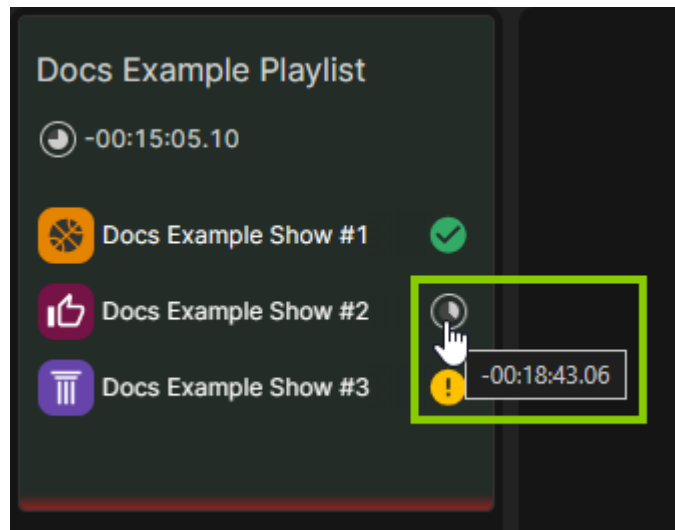 Docs Example Playlist
-00:15:05.10
Docs Example Show #1
Docs Example Show #2
Docs Example Show #3
!
-00:18:43.06